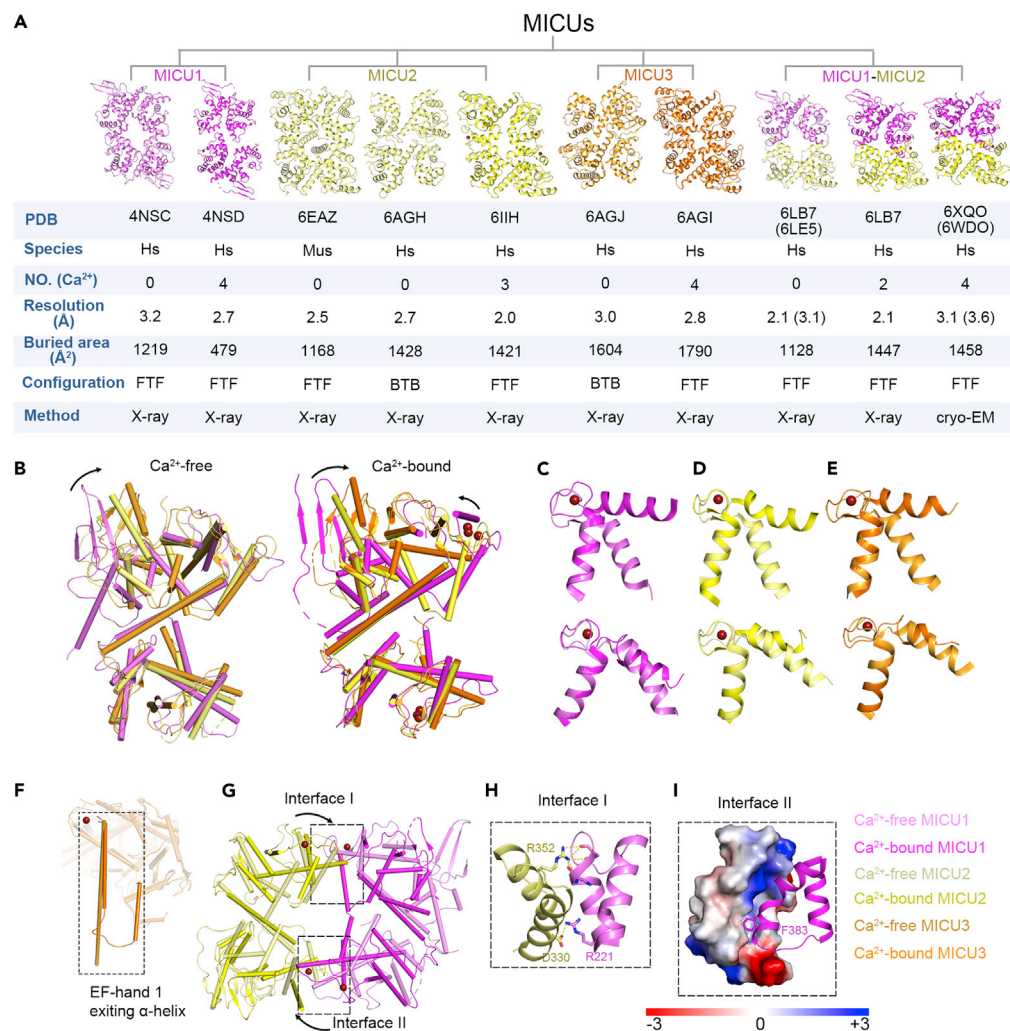 A
MICUs
MICU1 MICU2 MICU3 MICU1-MICU2
PDB 4NSC 4NSD 6EAZ 6AGH 6IIH 6AGJ 6AGI 6LB7 (6LE5) 6LB7 6XQO (6WDO)
Species Hs Hs Mus Hs Hs Hs Hs Hs Hs Hs
NO. (Ca²⁺) 0 4 0 0 3 0 4 0 2 4
Resolution (Å) 3.2 2.7 2.5 2.7 2.0 3.0 2.8 2.1 (3.1) 2.1 3.1 (3.6)
Buried area (Å²) 1219 479 1168 1428 1421 1604 1790 1128 1447 1458
Configuration FTF FTF FTF BTB FTF BTB FTF FTF FTF FTF
Method X-ray X-ray X-ray X-ray X-ray X-ray X-ray X-ray X-ray cryo-EM
B Ca²⁺-free Ca²⁺-bound C D E
F G H I
Interface I
Interface II
EF-hand 1
exiting α-helix
Interface I
R352
D330 R221
Interface II
F383
-3 0 +3
Ca²⁺-free MICU1
Ca²⁺-bound MICU1
Ca²⁺-free MICU2
Ca²⁺-bound MICU2
Ca²⁺-free MICU3
Ca²⁺-bound MICU3